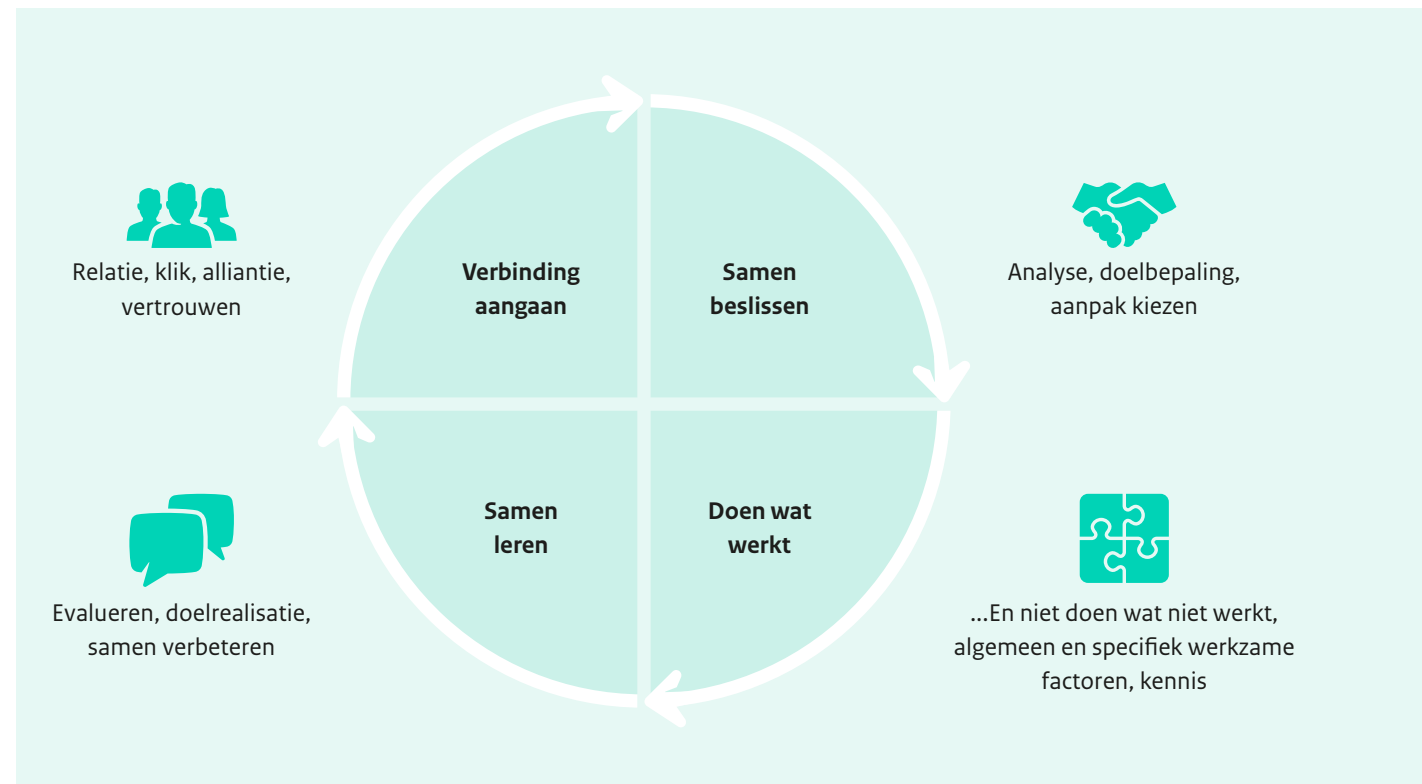 Relatie, klik, alliantie,
vertrouwen
Verbinding
aangaan
Samen
beslissen
Analyse, doelbepaling,
aanpak kiezen
Evalueren, doelrealisatie,
samen verbeteren
Samen
leren
Doen wat
werkt
...En niet doen wat niet werkt,
algemeen en specifiek werkzame
factoren, kennis